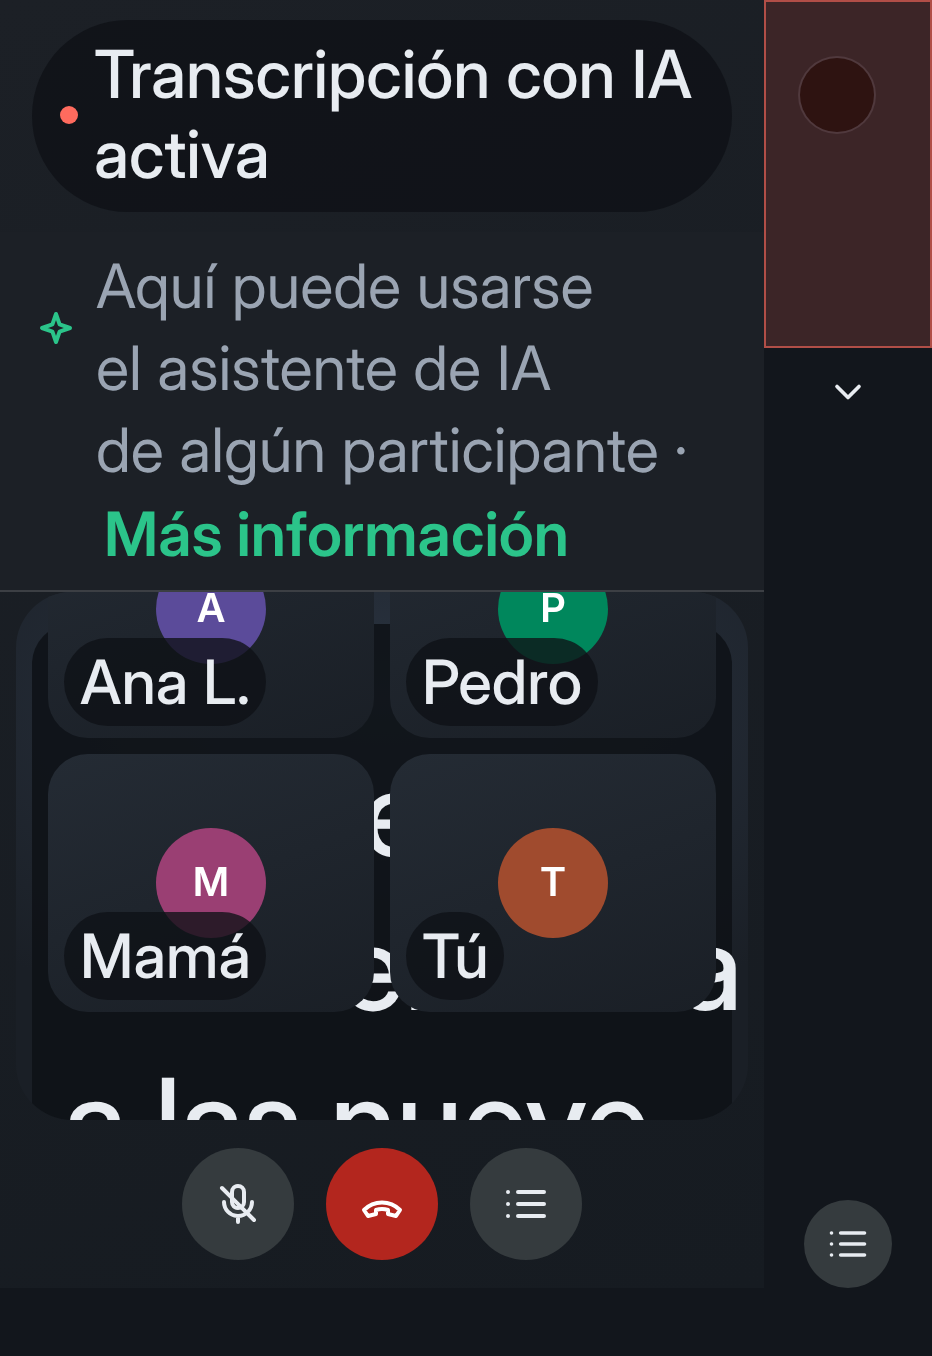 Transcripción con IA
activa
Aquí puede usarse
el asistente de IA
de algún participante ·
Más información
A
P
Ana L.
Pedro
M
T
Mamá
Tú